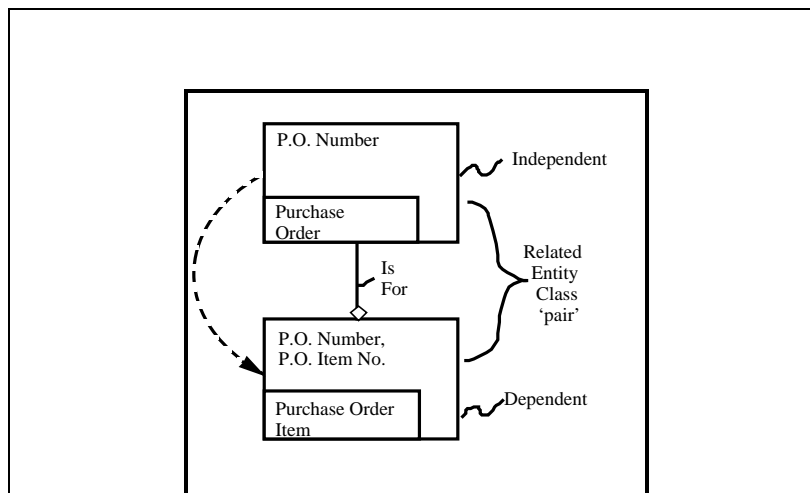 P.O. Number
Independent
Purchase
Order
Is
For
Related
Entity
Class
‘pair’
P.O. Number,
P.O. Item No.
Purchase Order
Item
Dependent